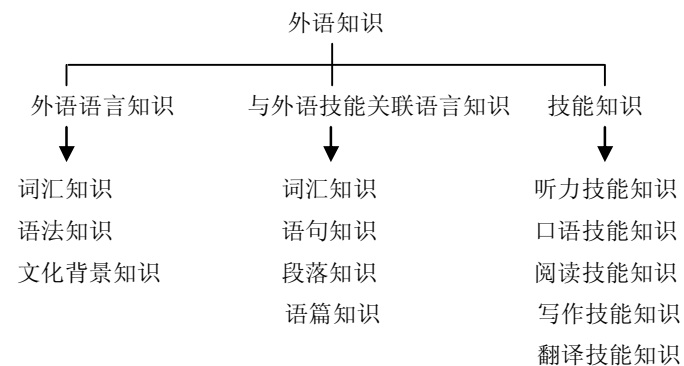 外语知识
外语语言知识 与外语技能关联语言知识 技能知识
词汇知识 词汇知识 听力技能知识
语法知识 语句知识 口语技能知识
文化背景知识 段落知识 阅读技能知识
语篇知识 写作技能知识
翻译技能知识